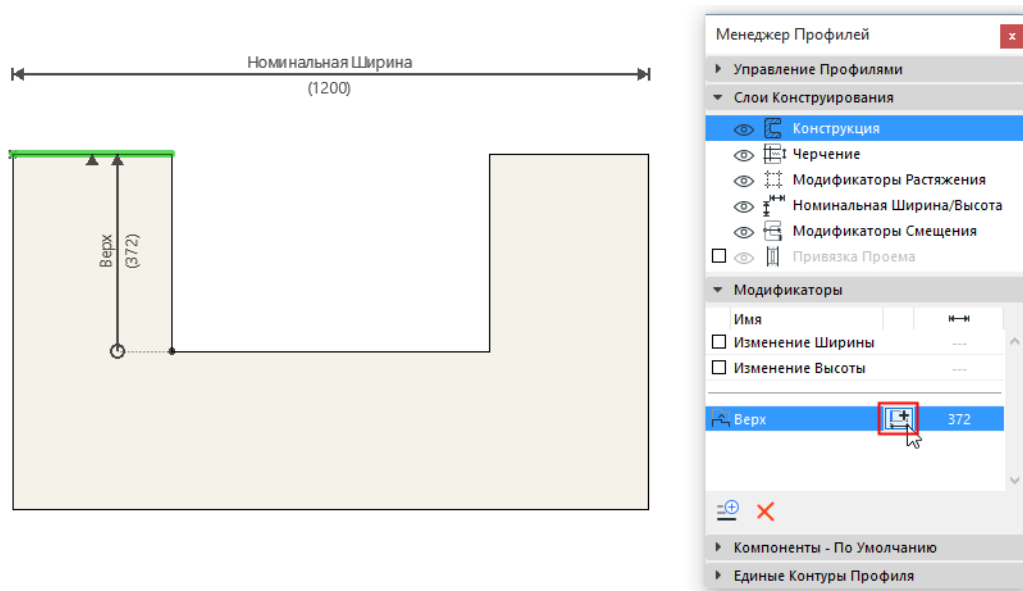 Номинальная Ширина
(1200)
Верх
(372)
Менеджер Профилей
x
Управление Профилями
Слои Конструирования
Конструкция
Черчение
Модификаторы Растяжения
Номинальная Ширина/Высота
Модификаторы Смещения
Привязка Проема
Модификаторы
Имя
Изменение Ширины ---
Изменение Высоты ---
Верх 372
Компоненты - По Умолчанию
Единые Контуры Профиля